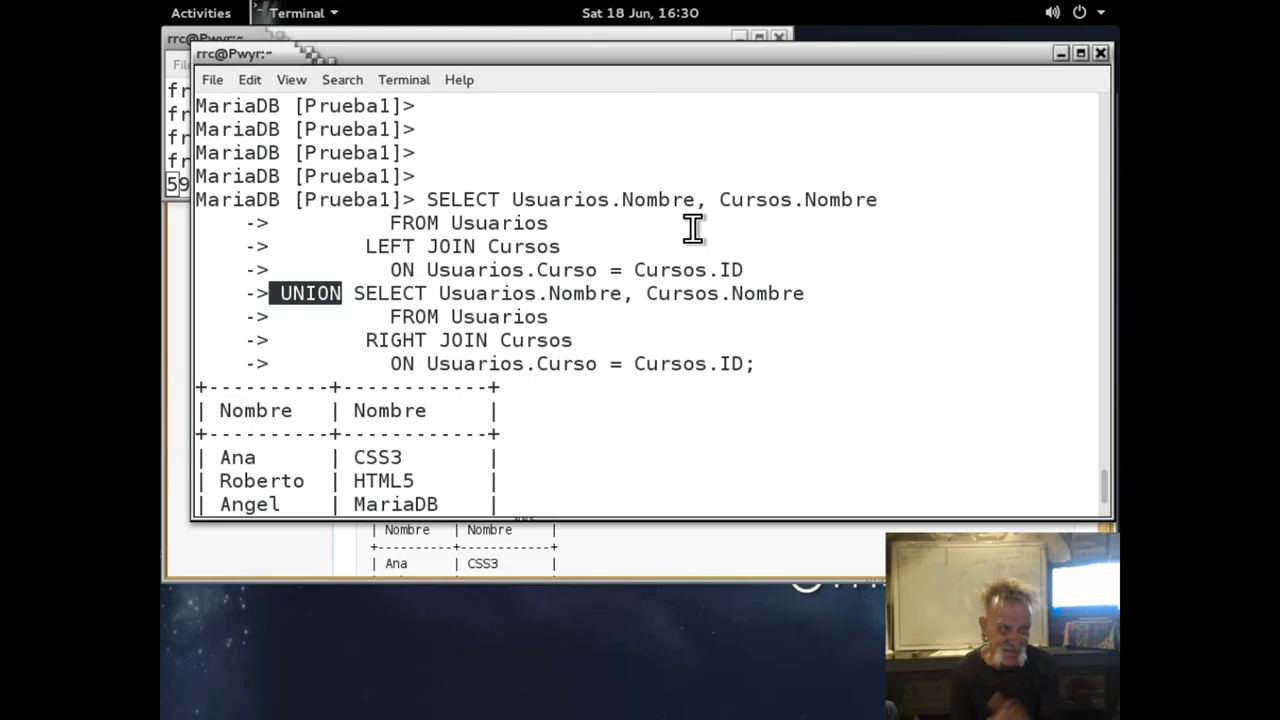 Activities Terminal Sat 18 Jun, 16:30
rrc@Pwyr:~
rrc@Pwyr:~
File Edit View Search Terminal Help
MariaDB [Prueba1]>
MariaDB [Prueba1]>
MariaDB [Prueba1]>
MariaDB [Prueba1]>
MariaDB [Prueba1]> SELECT Usuarios.Nombre, Cursos.Nombre
-> FROM Usuarios
-> LEFT JOIN Cursos
-> ON Usuarios.Curso = Cursos.ID
-> UNION SELECT Usuarios.Nombre, Cursos.Nombre
-> FROM Usuarios
-> RIGHT JOIN Cursos
-> ON Usuarios.Curso = Cursos.ID;
+----------+------------+
| Nombre | Nombre |
+----------+------------+
| Ana | CSS3 |
| Roberto | HTML5 |
| Angel | MariaDB |
| Nombre | Nombre |
+----------+------------+
| Ana | CSS3 |